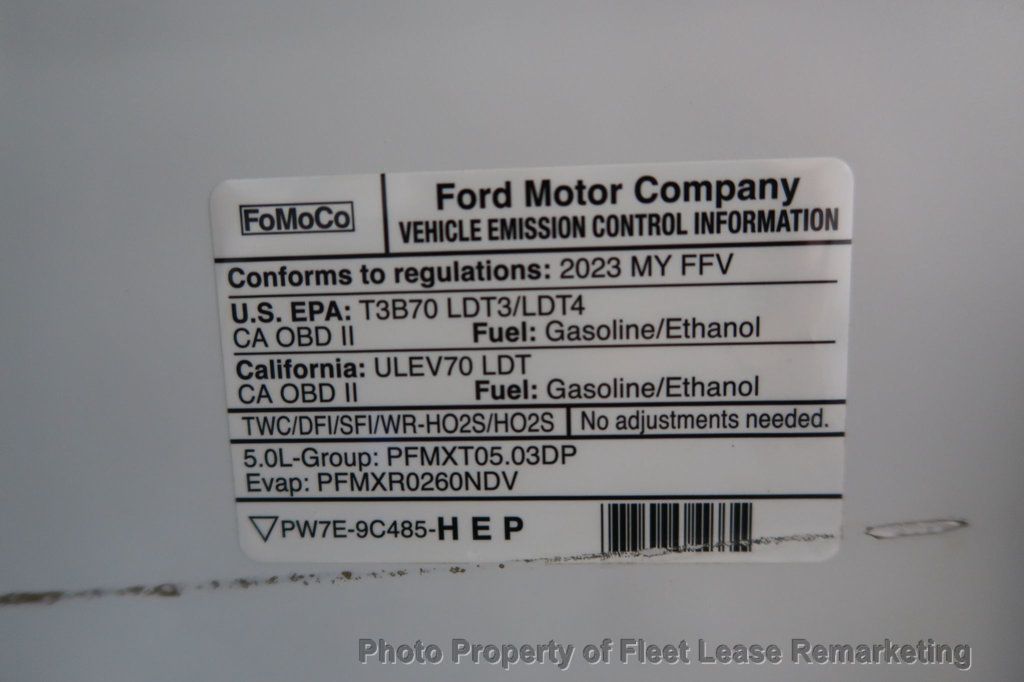 FoMoCo
Ford Motor Company
VEHICLE EMISSION CONTROL INFORMATION
Conforms to regulations: 2023 MY FFV
U.S. EPA: T3B70 LDT3/LDT4
CA OBD II Fuel: Gasoline/Ethanol
California: ULEV70 LDT
CA OBD II Fuel: Gasoline/Ethanol
TWC/DFI/SFI/WR-HO2S/HO2S No adjustments needed.
5.0L-Group: PFMXT05.03DP
Evap: PFMXR0260NDV
PW7E-9C485-HEP
Photo Property of Fleet Lease Remarketing